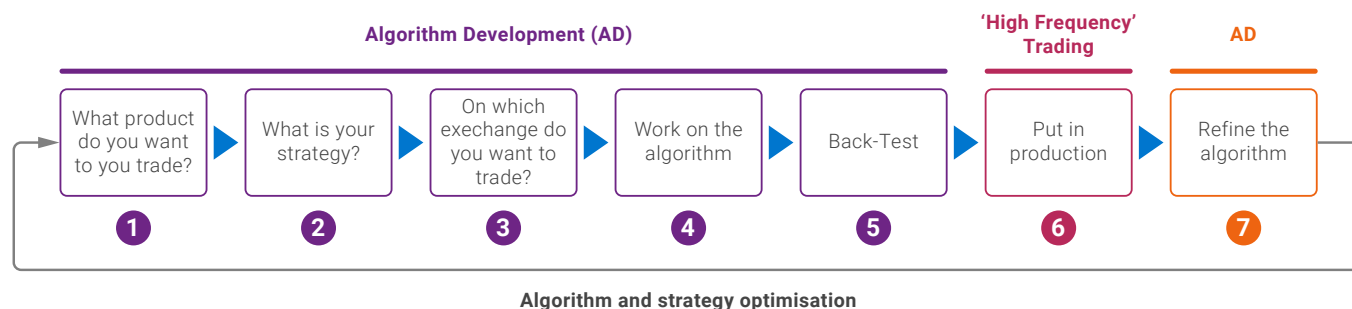 Algorithm Development (AD)
‘High Frequency’
Trading
AD
What product
do you want
to you trade?
What is your
strategy?
On which
exechange do
you want to
trade?
Work on the
algorithm
Back-Test
Put in
production
Refine the
algorithm
1
2
3
4
5
6
7
Algorithm and strategy optimisation